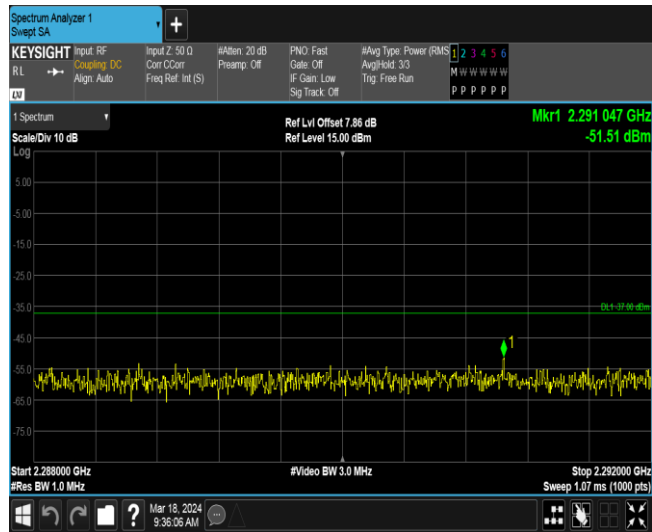 Spectrum Analyzer 1
Swept SA
+
KEYSIGHT Input: RF Input Z: 50 Ω #Atten: 20 dB PNO: Fast #Avg Type: Power (RMS 1 2 3 4 5 6
R L Coupling: DC Corr CCorr Preamp: Off Gate: Off Avg|Hold: 3/3 M W W W W W
Align: Auto Freq Ref: Int (S) IF Gain: Low Trig: Free Run
LXI Sig Track: Off P P P P P P
1 Spectrum Ref Lvl Offset 7.86 dB Mkr1 2.291 047 GHz
Scale/Div 10 dB Ref Level 15.00 dBm -51.51 dBm
Log
5.00
-5.00
-15.0
-25.0
-35.0 DL1 -37.00 dBm
-45.0 1
-55.0
-65.0
-75.0
Start 2.288000 GHz #Video BW 3.0 MHz Stop 2.292000 GHz
#Res BW 1.0 MHz Sweep 1.07 ms (1000 pts)
? Mar 18, 2024
9:36:06 AM